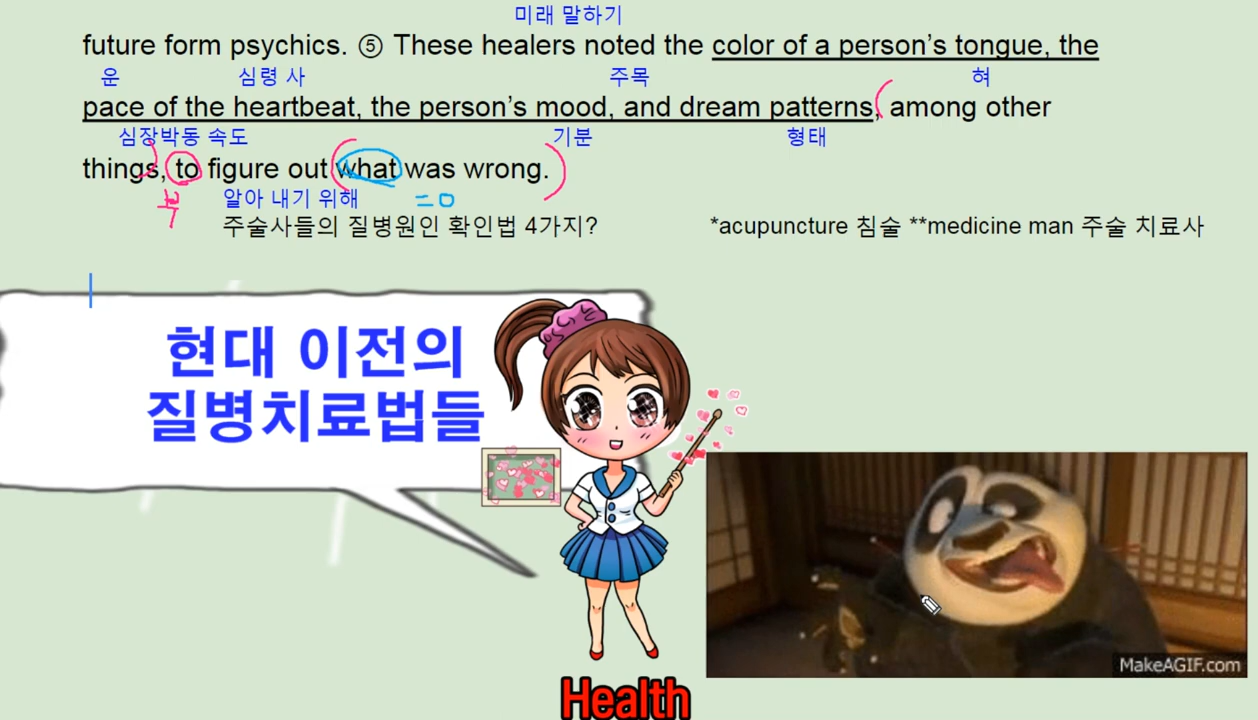 미래 말하기
future form psychics. ⑤ These healers noted the color of a person's tongue, the
운 심령 사 주목 혀
pace of the heartbeat, the person's mood, and dream patterns, among other
심장박동 속도 기분 형태
things, to figure out what was wrong.
부 알아 내기 위해 ㄷㅁ
주술사들의 질병원인 확인법 4가지? *acupuncture 침술 **medicine man 주술 치료사
현대 이전의
질병치료법들
Health
MakeAGIF.com